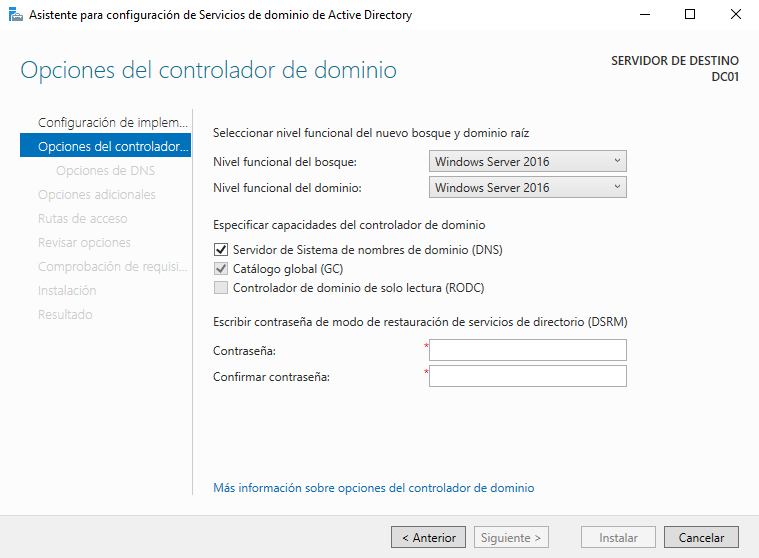 Asistente para configuración de Servicios de dominio de Active Directory
Opciones del controlador de dominio
SERVIDOR DE DESTINO
DC01
Configuración de implem...
Opciones del controlador...
Opciones de DNS
Opciones adicionales
Rutas de acceso
Revisar opciones
Comprobación de requisi...
Instalación
Resultado
Seleccionar nivel funcional del nuevo bosque y dominio raíz
Nivel funcional del bosque: Windows Server 2016
Nivel funcional del dominio: Windows Server 2016
Especificar capacidades del controlador de dominio
Servidor de Sistema de nombres de dominio (DNS)
Catálogo global (GC)
Controlador de dominio de solo lectura (RODC)
Escribir contraseña de modo de restauración de servicios de directorio (DSRM)
Contraseña: *
Confirmar contraseña: *
Más información sobre opciones del controlador de dominio
< Anterior Siguiente > Instalar Cancelar